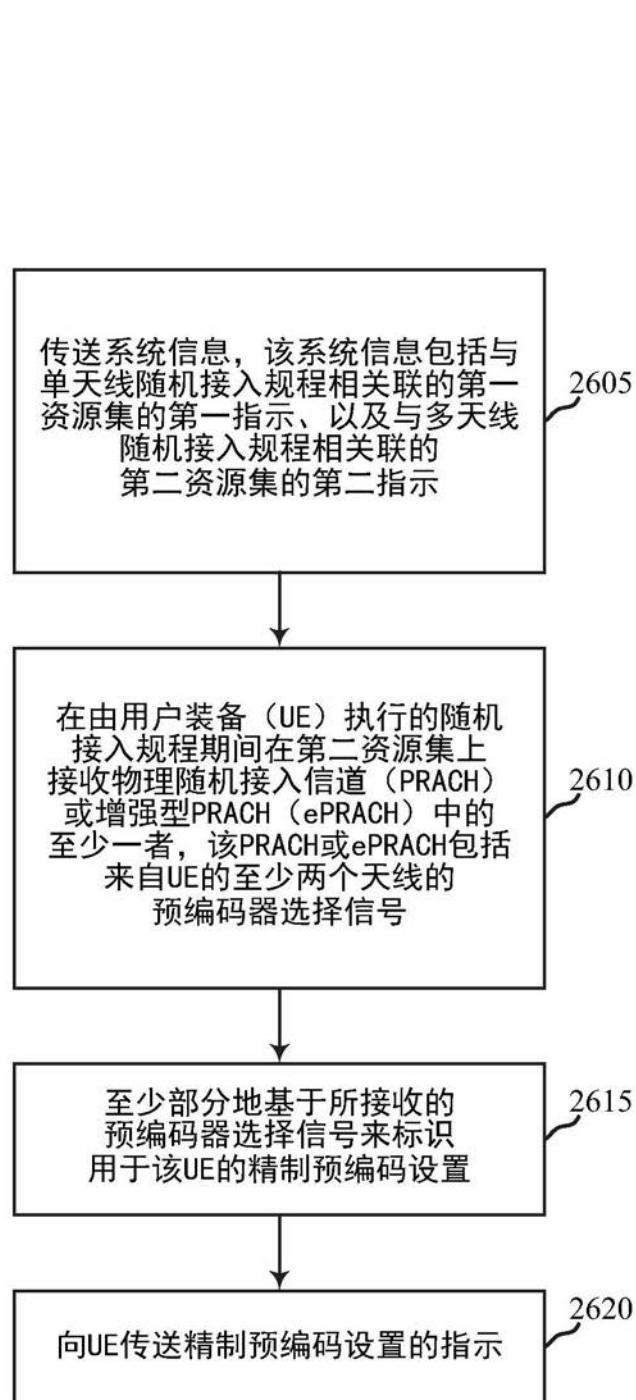 传送系统信息，该系统信息包括与
单天线随机接入规程相关联的第一
资源集的第一指示、以及与多天线
随机接入规程相关联的
第二资源集的第二指示
2605
在由用户装备（UE）执行的随机
接入规程期间在第二资源集上
接收物理随机接入信道（PRACH）
或增强型PRACH（ePRACH）中的
至少一者，该PRACH或ePRACH包括
来自UE的至少两个天线的
预编码器选择信号
2610
至少部分地基于所接收的
预编码器选择信号来标识
用于该UE的精制预编码设置
2615
向UE传送精制预编码设置的指示
2620